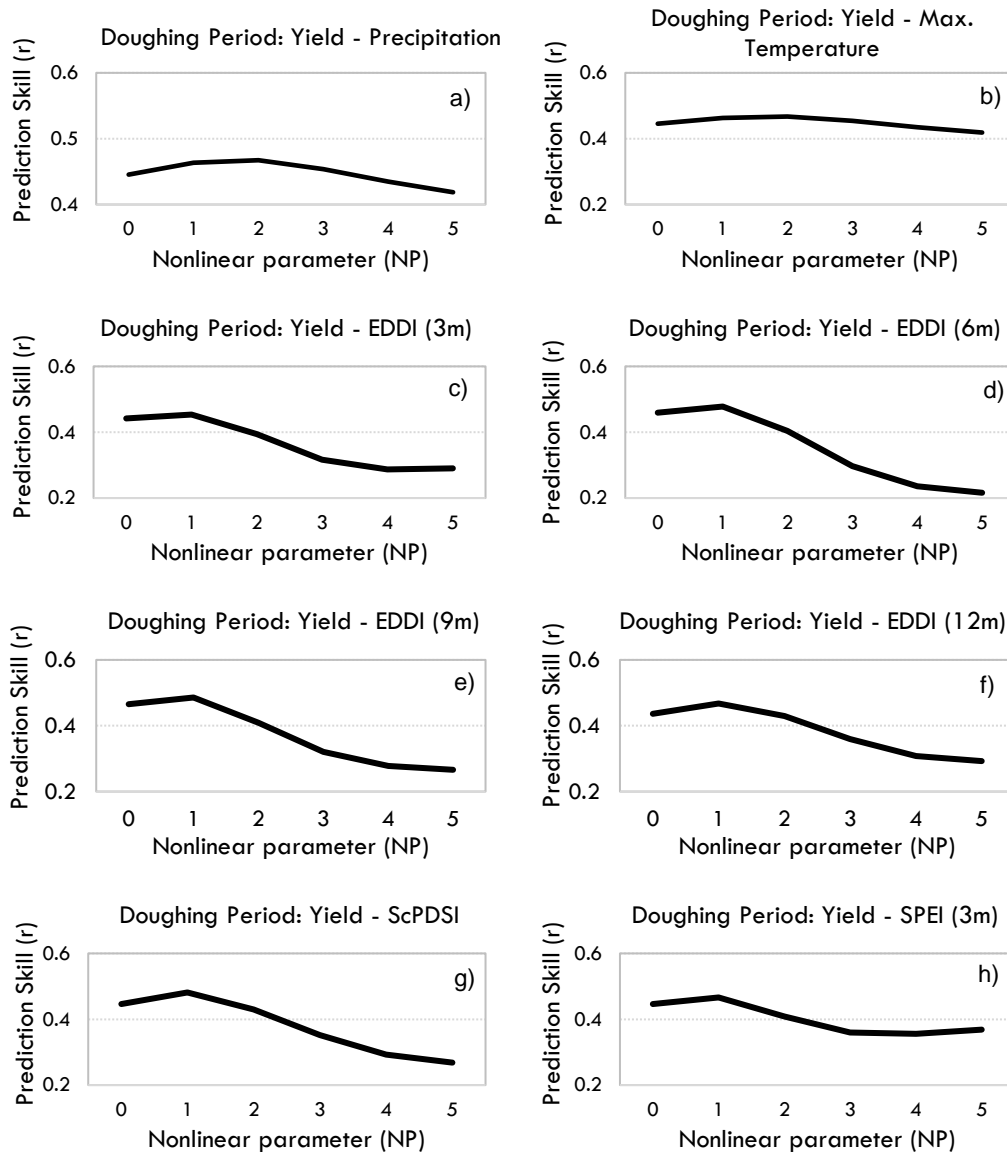 Doughing Period: Yield - Precipitation
Prediction Skill (r)
0.6
0.5
0.4
a)
0 1 2 3 4 5
Nonlinear parameter (NP)
Doughing Period: Yield - Max.
Temperature
Prediction Skill (r)
0.6
0.4
0.2
b)
0 1 2 3 4 5
Nonlinear parameter (NP)
Doughing Period: Yield - EDDI (3m)
Prediction Skill (r)
0.6
0.4
0.2
c)
0 1 2 3 4 5
Nonlinear parameter (NP)
Doughing Period: Yield - EDDI (6m)
Prediction Skill (r)
0.6
0.4
0.2
d)
0 1 2 3 4 5
Nonlinear parameter (NP)
Doughing Period: Yield - EDDI (9m)
Prediction Skill (r)
0.6
0.4
0.2
e)
0 1 2 3 4 5
Nonlinear parameter (NP)
Doughing Period: Yield - EDDI (12m)
Prediction Skill (r)
0.6
0.4
0.2
f)
0 1 2 3 4 5
Nonlinear parameter (NP)
Doughing Period: Yield - ScPDSI
Prediction Skill (r)
0.6
0.4
0.2
g)
0 1 2 3 4 5
Nonlinear parameter (NP)
Doughing Period: Yield - SPEI (3m)
Prediction Skill (r)
0.6
0.4
0.2
h)
0 1 2 3 4 5
Nonlinear parameter (NP)